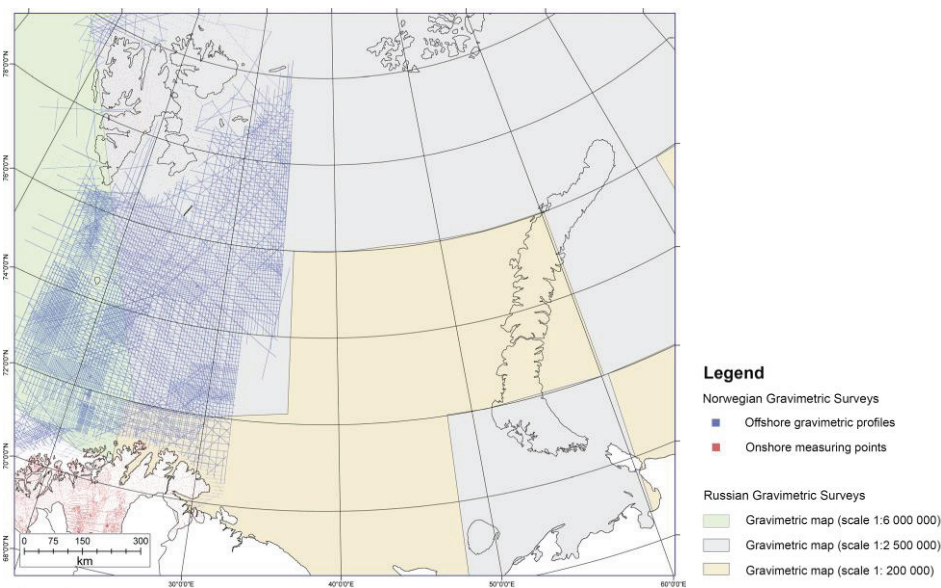 78°0'0"N
76°0'0"N
74°0'0"N
72°0'0"N
70°0'0"N
68°0'0"N
0 75 150 300
km
30°0'0"E
40°0'0"E
50°0'0"E
60°0'0"E
Legend
Norwegian Gravimetric Surveys
Offshore gravimetric profiles
Onshore measuring points
Russian Gravimetric Surveys
Gravimetric map (scale 1:6 000 000)
Gravimetric map (scale 1:2 500 000)
Gravimetric map (scale 1: 200 000)